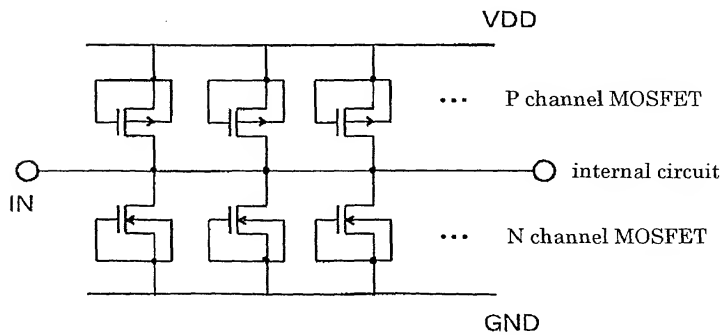 VDD
... P channel MOSFET
IN
internal circuit
... N channel MOSFET
GND